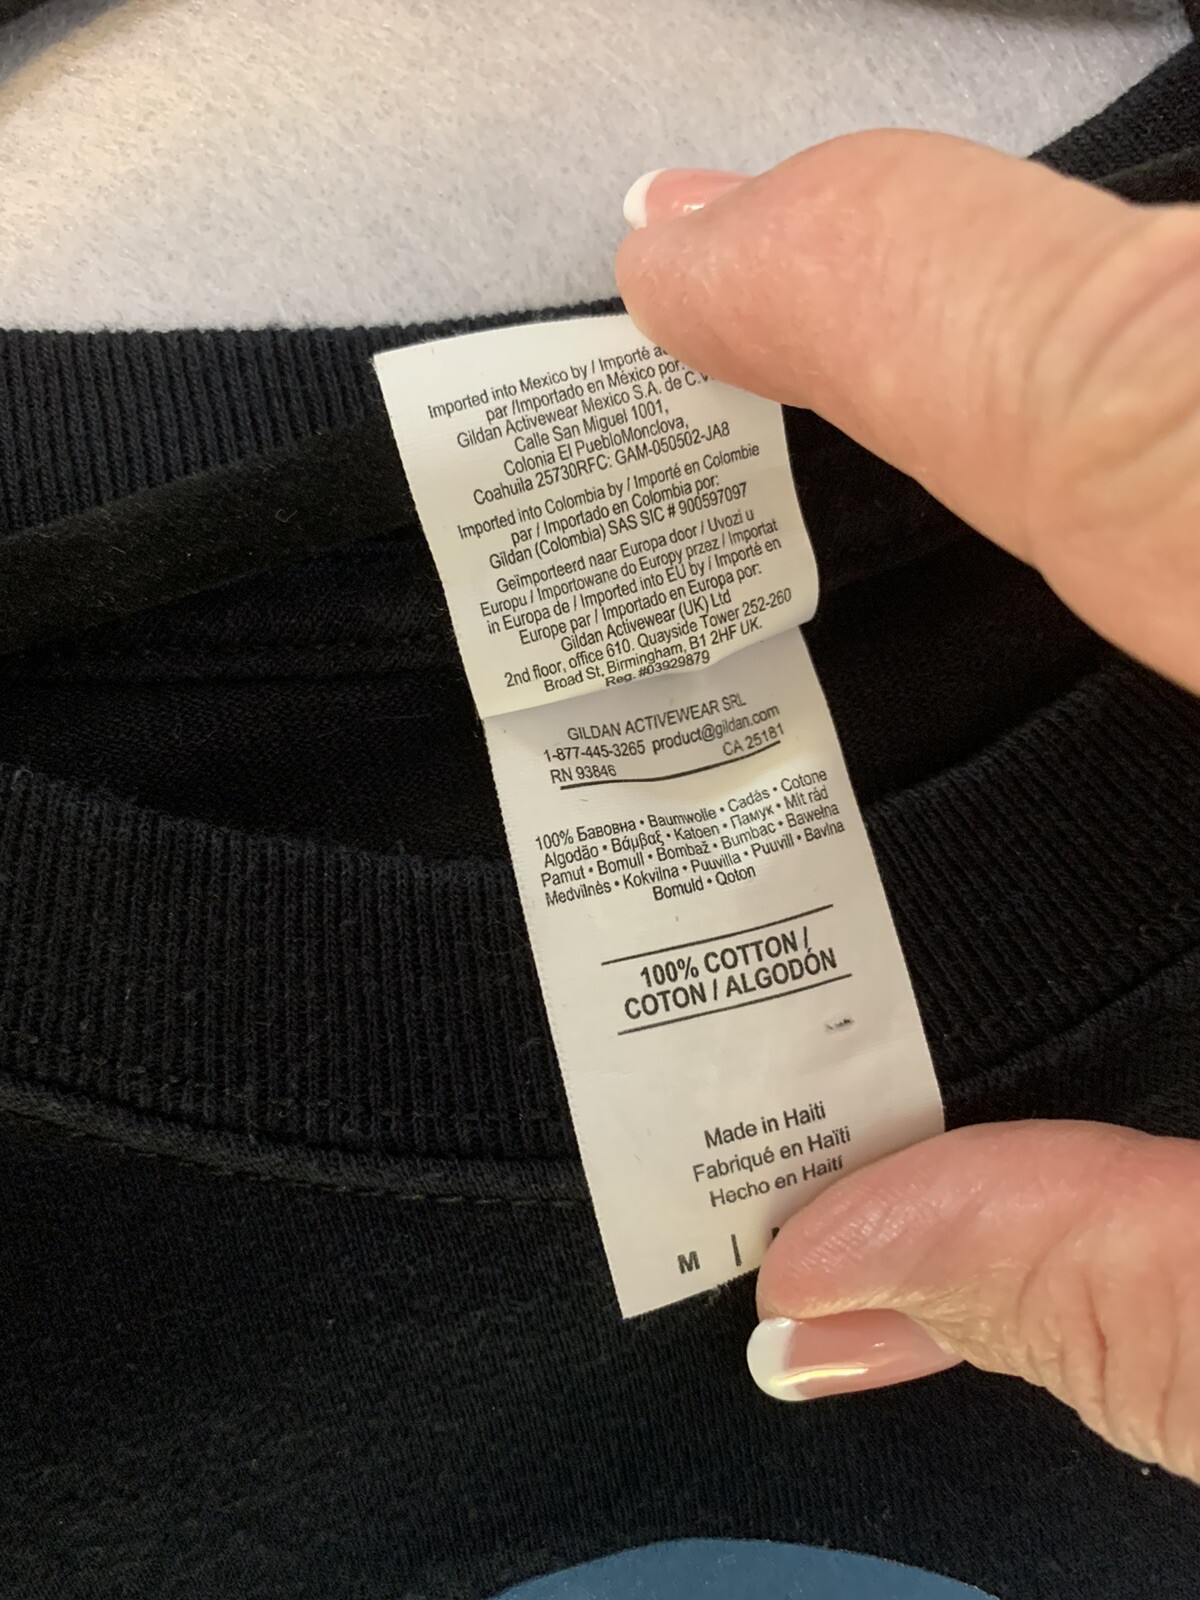 Imported into Mexico by / Importé
par /Importado en México por:
Gildan Activewear Mexico S.A. de C.V.
Calle San Miguel 1001,
Colonia El PuebloMonclova,
Coahuila 25730RFC: GAM-050502-JA8
Imported into Colombia by / Importé en Colombie
par / Importado en Colombia por:
Gildan (Colombia) SAS SIC # 900597097
Geïmporteerd naar Europa door / Uvozi u
Europu / Importowane do Europy przez / Importat
in Europa de / Imported into EU by / Importé en
Europe par / Importado en Europa por:
Gildan Activewear (UK) Ltd
2nd floor, office 610. Quayside Tower 252-260
Broad St, Birmingham, B1 2HF UK.
Reg. #03929879
GILDAN ACTIVEWEAR SRL
1-877-445-3265 product@gildan.com
RN 93846 CA 25181
100% Бавовна • Baumwolle • Cadás • Cotone
Algodão • Βάμβαξ • Katoen • Памук • Mit rád
Pamut • Bomull • Bombaž • Bumbac • Bawełna
Medvilnės • Kokvilna • Puuvilla • Puuvill • Bavlna
Bomuld • Qoton
100% COTTON /
COTON / ALGODÓN
Made in Haiti
Fabriqué en Haïti
Hecho en Haití
M |